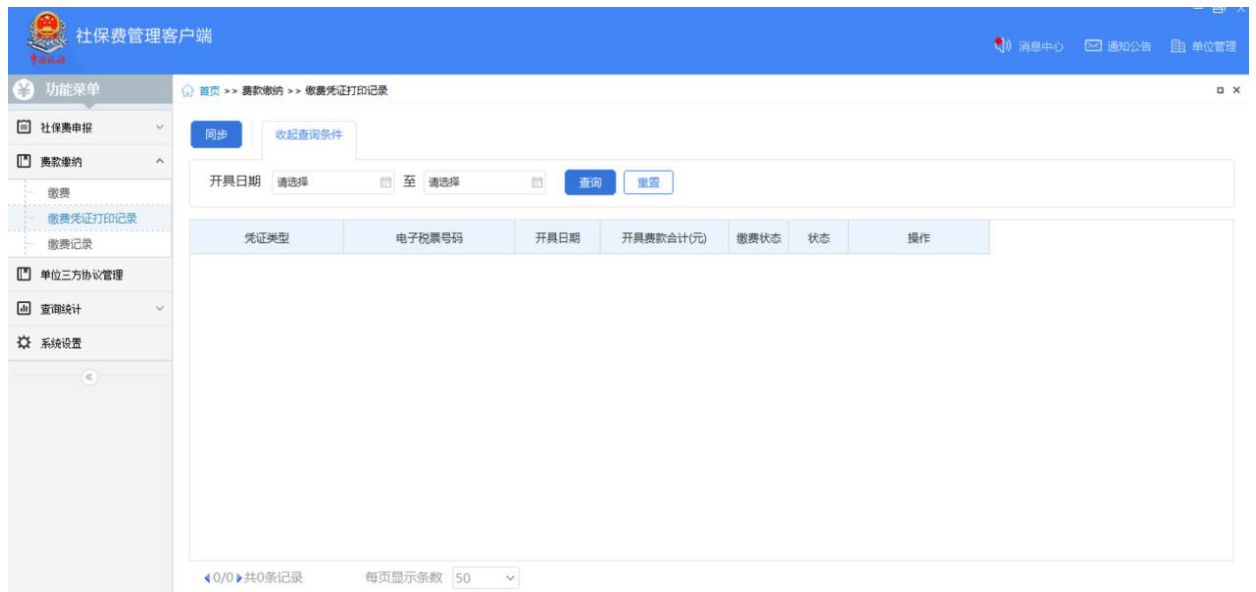 社保费管理客户端
消息中心 通知公告 单位管理
功能菜单
首页 >> 费款缴纳 >> 缴费凭证打印记录
社保费申报
同步 收起查询条件
费款缴纳
开具日期 请选择 至 请选择 查询 重置
缴费
缴费凭证打印记录
缴费记录
凭证类型 电子税票号码 开具日期 开具费款合计(元) 缴费状态 状态 操作
单位三方协议管理
查询统计
系统设置
0/0 共0条记录 每页显示条数 50